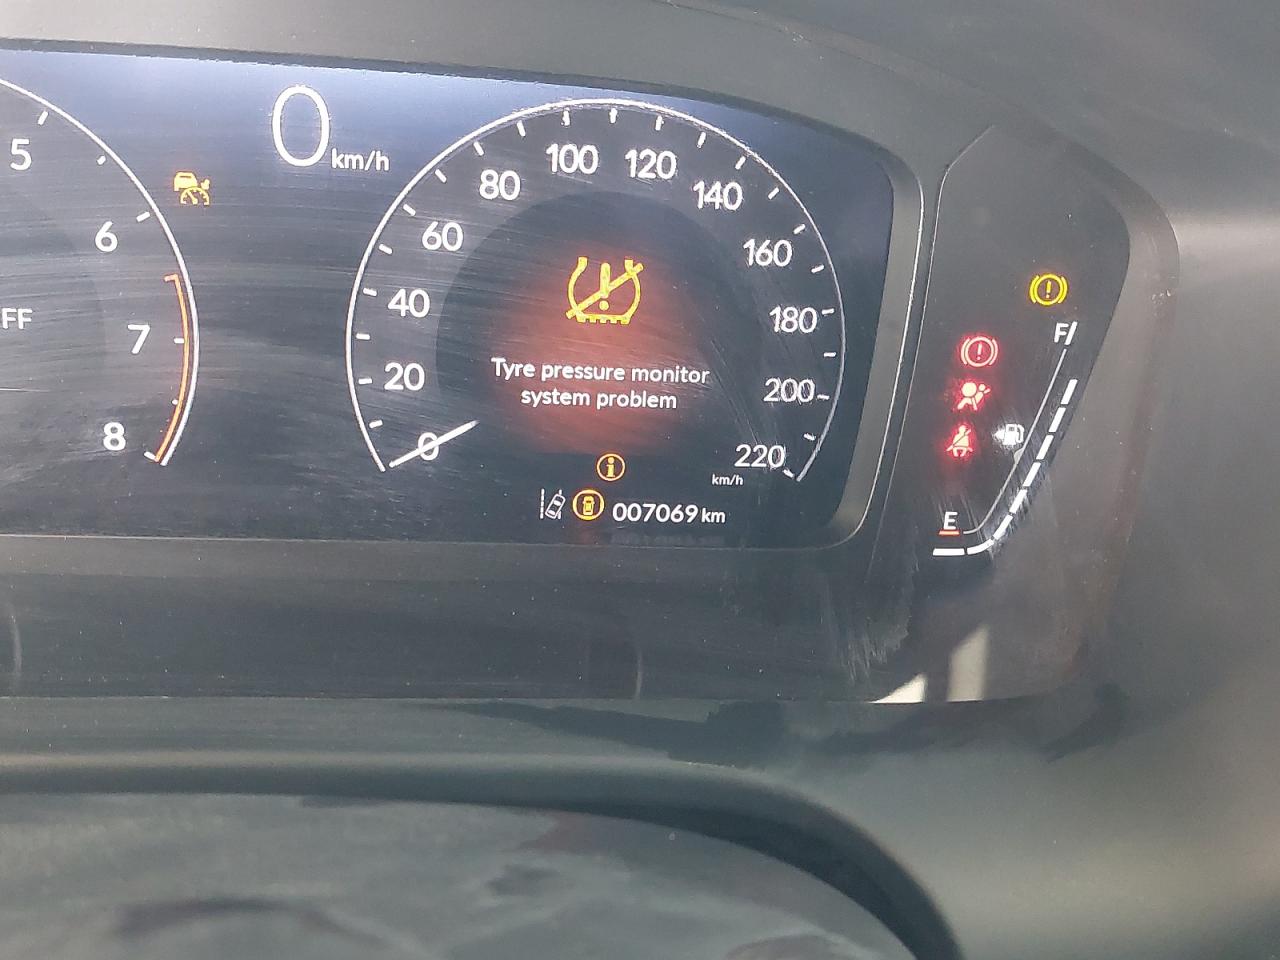 0 km/h
5
6
7
8
FF
0
20
40
60
80
100
120
140
160
180
200
220
km/h
Tyre pressure monitor
system problem
007069 km
F
E